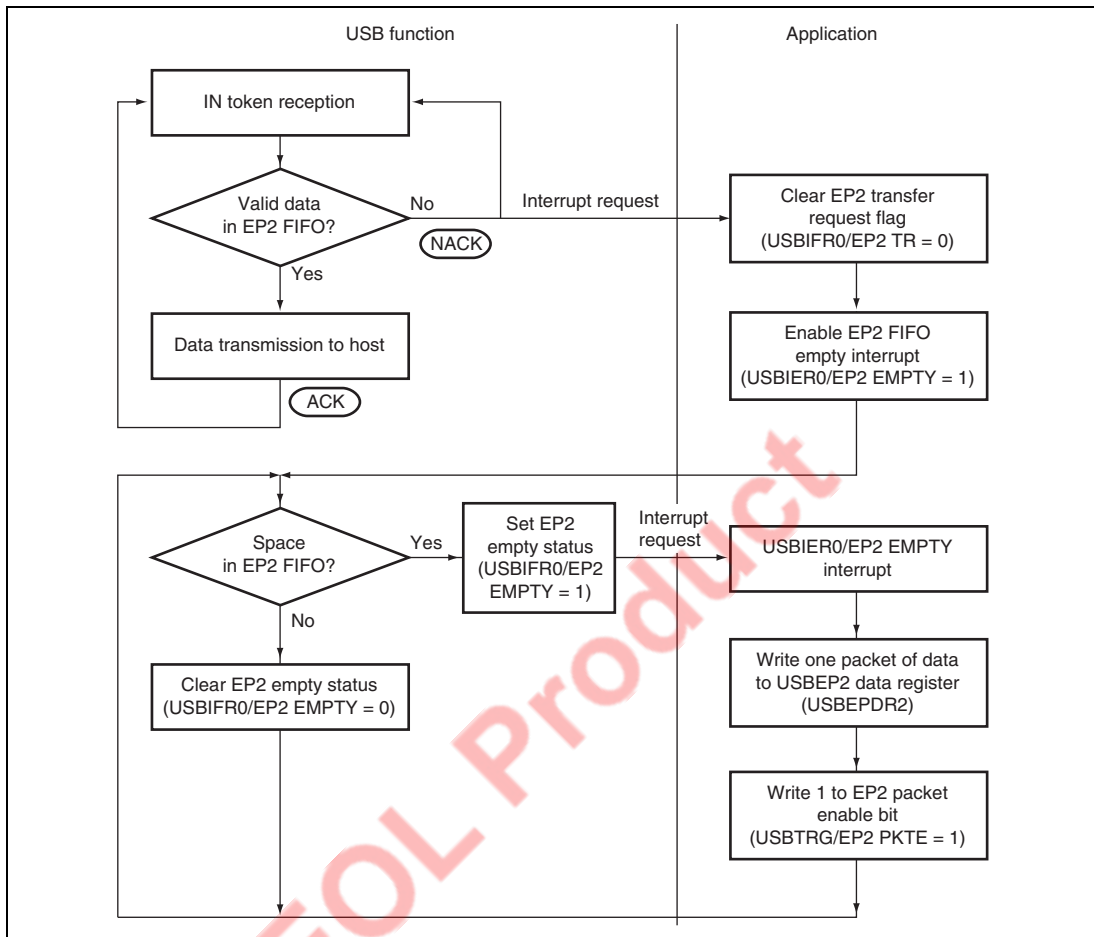 USB function
Application
IN token reception
Valid data
in EP2 FIFO?
No
NACK
Interrupt request
Clear EP2 transfer
request flag
(USBIFR0/EP2 TR = 0)
Yes
Data transmission to host
ACK
Enable EP2 FIFO
empty interrupt
(USBIER0/EP2 EMPTY = 1)
Space
in EP2 FIFO?
Yes
Set EP2
empty status
(USBIFR0/EP2
EMPTY = 1)
Interrupt
request
USBIER0/EP2 EMPTY
interrupt
No
Clear EP2 empty status
(USBIFR0/EP2 EMPTY = 0)
Write one packet of data
to USBEP2 data register
(USBEPDR2)
Write 1 to EP2 packet
enable bit
(USBTRG/EP2 PKTE = 1)
EOL Product